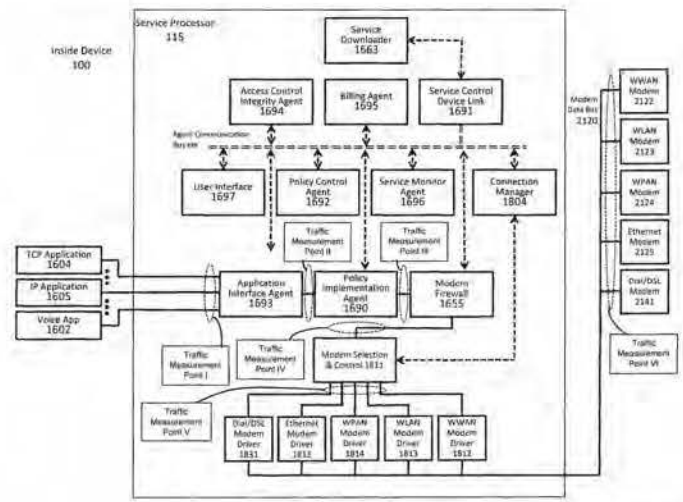 Service Processor
115
Inside Device
100
Service
Downloader
1663
Access Control
Integrity Agent
1694
Billing Agent
1695
Service Control
Device Link
1691
Agent Communication
User Interface
1697
Policy Control
Agent
1692
Service Monitor
Agent
1696
Connection
Manager
1804
Modem
Data Bus
2120
WWAN
Modem
2122
WLAN
Modem
2123
WPAN
Modem
2124
Ethernet
Modem
2125
Dial/DSL
Modem
2141
Traffic
Measurement
Point VI
TCP Application
1604
IP Application
1605
Voice App
1602
Traffic
Measurement
Point II
Traffic
Measurement
Point III
Application
Interface Agent
1693
Policy
Implementation
Agent
1690
Modem
Firewall
1655
Traffic
Measurement
Point I
Traffic
Measurement
Point IV
Modem Selection
& Control 1811
Traffic
Measurement
Point V
Dial/DSL
Modem
Driver
1831
Ethernet
Modem
Driver
WPAN
Modem
Driver
1814
WLAN
Modem
Driver
1813
WWAN
Modem
Driver
1812